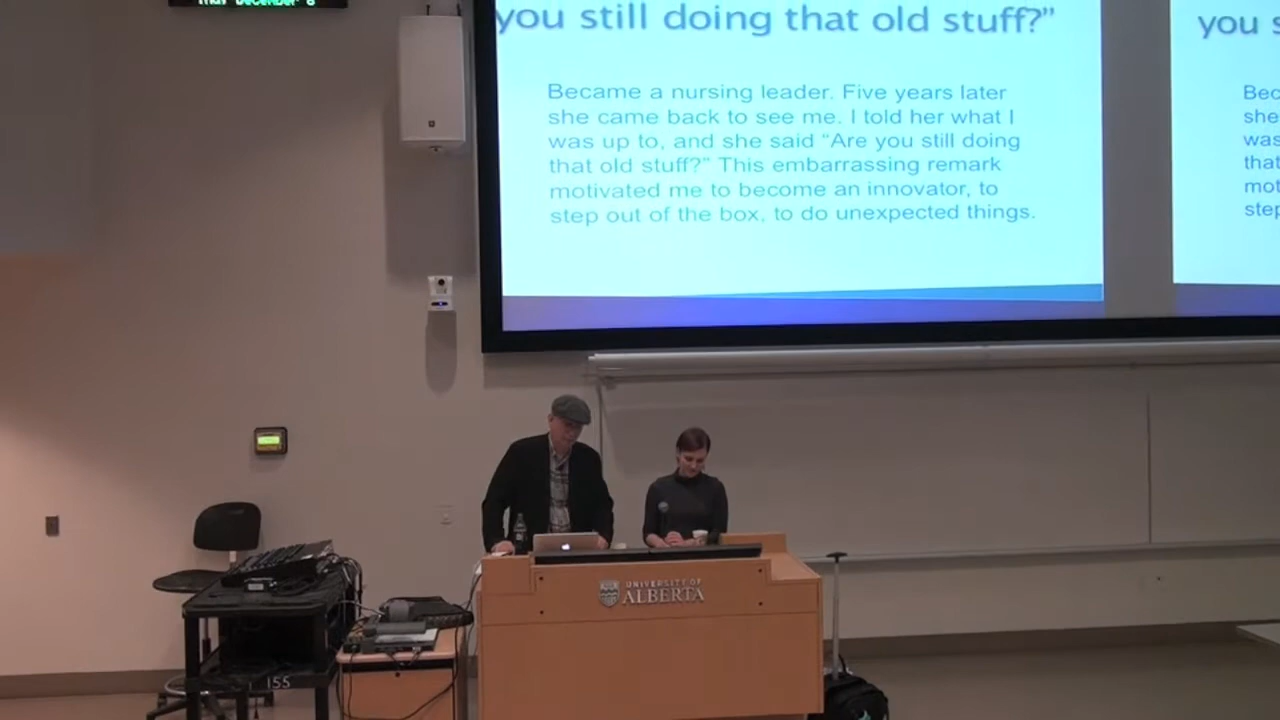 Thur December 8
you still doing that old stuff?"
Became a nursing leader. Five years later
she came back to see me. I told her what I
was up to, and she said "Are you still doing
that old stuff?" This embarrassing remark
motivated me to become an innovator, to
step out of the box, to do unexpected things.
you s
Bec
she
was
that
mot
step
UNIVERSITY OF
ALBERTA
155